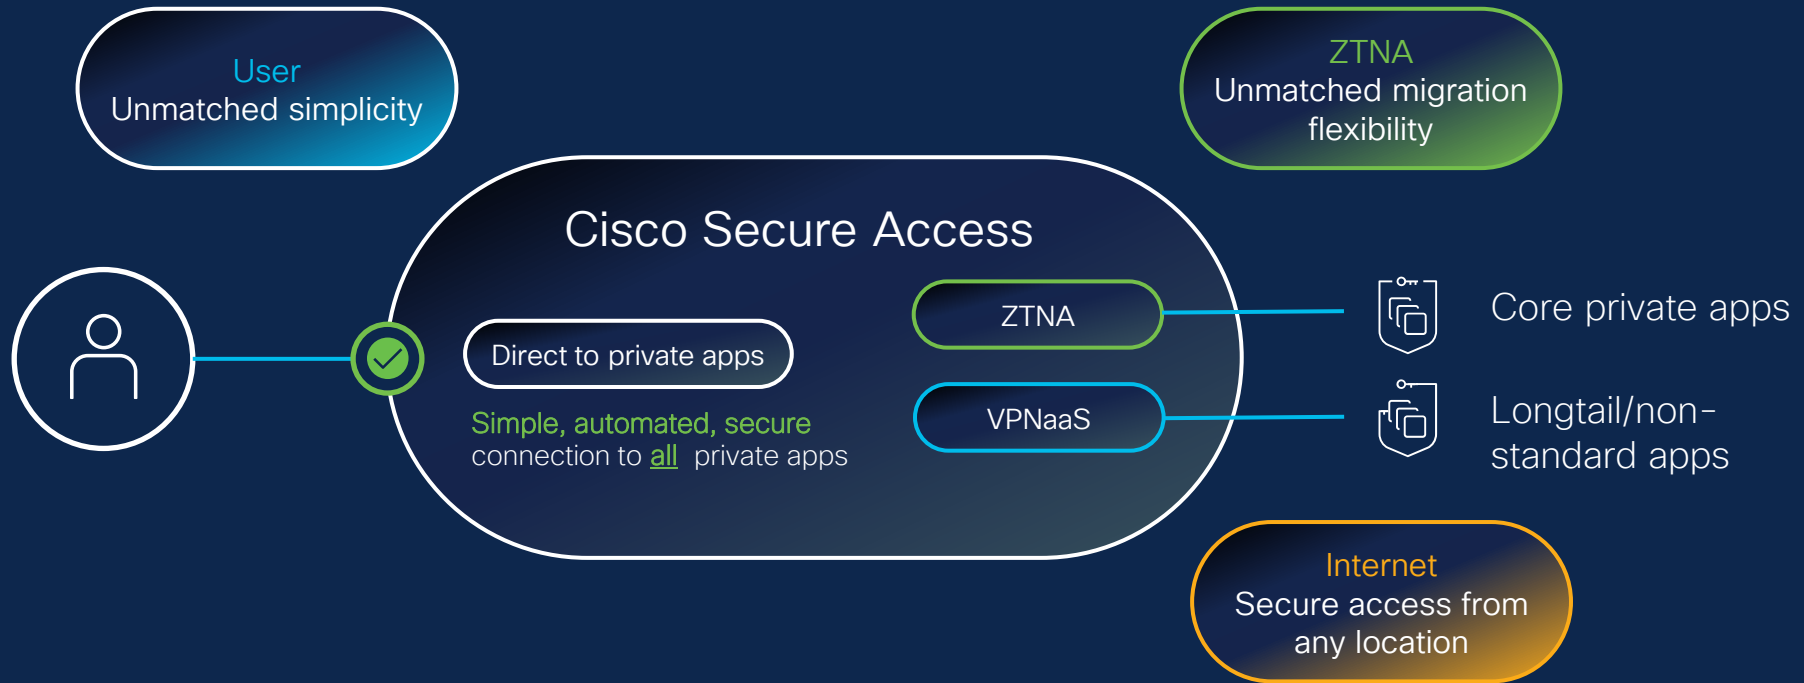 User
Unmatched simplicity
ZTNA
Unmatched migration
flexibility
Cisco Secure Access
Direct to private apps
Simple, automated, secure
connection to all private apps
ZTNA
VPNaaS
Core private apps
Longtail/non-
standard apps
Internet
Secure access from
any location